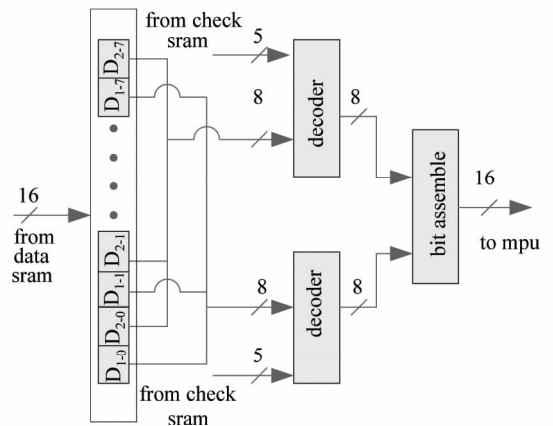 from check
sram
5
8
8
D2-7
D1-7
decoder
16
from
data
sram
bit assemble
16
to mpu
D2-1
D1-1
D2-0
D1-0
8
decoder
8
5
from check
sram